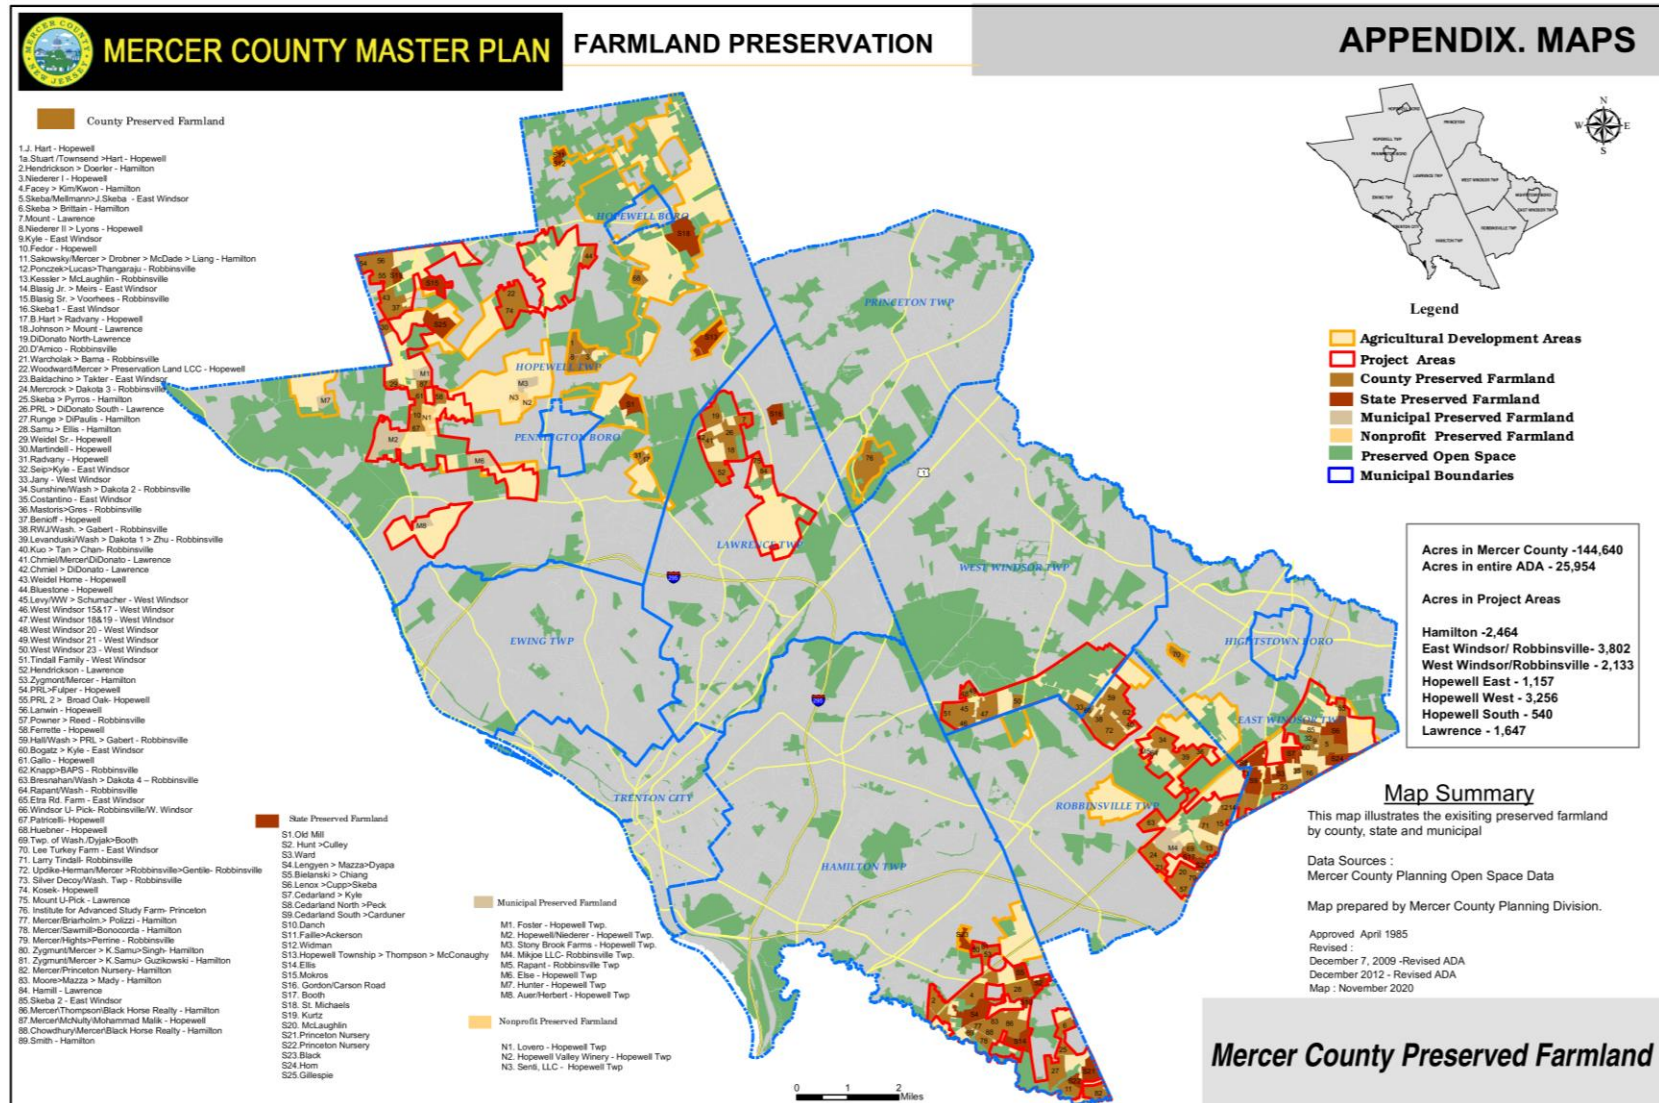 MERCER COUNTY MASTER PLAN
FARMLAND PRESERVATION
APPENDIX. MAPS
County Preserved Farmland
1.J. Hart - Hopewell
1a.Stuart /Townsend >Hart - Hopewell
2.Hendrickson > Doerler - Hamilton
3.Niederer I - Hopewell
4.Facey > Kim/Kwon - Hamilton
5.Skeba/Mellmann>J.Skeba - East Windsor
6.Skeba > Brittain - Hamilton
7.Mount - Lawrence
8.Niederer II > Lyons - Hopewell
9.Kyle - East Windsor
10.Fedor - Hopewell
11.Sakowsky/Mercer > Drobner > McDade > Liang - Hamilton
12.Ponczek>Lucas>Thangaraju - Robbinsville
13.Kessler > McLaughlin - Robbinsville
14.Blasig Jr. > Meirs - East Windsor
15.Blasig Sr. > Voorhees - Robbinsville
16.Skeba1 - East Windsor
17.B.Hart > Radvany - Hopewell
18.Johnson > Mount - Lawrence
19.DiDonato North-Lawrence
20.D'Amico - Robbinsville
21.Warcholak > Bama - Robbinsville
22.Woodward/Mercer > Preservation Land LCC - Hopewell
23.Baldachino > Takter - East Windsor
24.Mercrock > Dakota 3 - Robbinsville
25.Skeba > Pyrros - Hamilton
26.PRL > DiDonato South - Lawrence
27.Runge > DiPaulis - Hamilton
28.Samu > Ellis - Hamilton
29.Weidel Sr.- Hopewell
30.Martindell - Hopewell
31.Radvany - Hopewell
32.Seip>Kyle - East Windsor
33.Jany - West Windsor
34.Sunshine/Wash > Dakota 2 - Robbinsville
35.Costantino - East Windsor
36.Mastoris>Gres - Robbinsville
37.Benioff - Hopewell
38.RWJ/Wash. > Gabert - Robbinsville
39.Levanduski/Wash > Dakota 1 > Zhu - Robbinsville
40.Kuo > Tan > Chan- Robbinsville
41.Chmiel/Mercer\DiDonato - Lawrence
42.Chmiel > DiDonato - Lawrence
43.Weidel Home - Hopewell
44.Bluestone - Hopewell
45.Levy/WW > Schumacher - West Windsor
46.West Windsor 15&17 - West Windsor
47.West Windsor 18&19 - West Windsor
48.West Windsor 20 - West Windsor
49.West Windsor 21 - West Windsor
50.West Windsor 23 - West Windsor
51.Tindall Family - West Windsor
52.Hendrickson - Lawrence
53.Zygmont/Mercer - Hamilton
54.PRL>Fulper - Hopewell
55.PRL 2 > Broad Oak- Hopewell
56.Lanwin - Hopewell
57.Powner > Reed - Robbinsville
58.Ferrette - Hopewell
59.Hall/Wash > PRL > Gabert - Robbinsville
60.Bogatz > Kyle - East Windsor
61.Gallo - Hopewell
62.Knapp>BAPS - Robbinsville
63.Bresnahan/Wash > Dakota 4 – Robbinsville
64.Rapant/Wash - Robbinsville
65.Etra Rd. Farm - East Windsor
66.Windsor U- Pick- Robbinsville/W. Windsor
67.Patricelli- Hopewell
68.Huebner - Hopewell
69.Twp. of Wash./Dyjak>Booth
70. Lee Turkey Farm - East Windsor
71. Larry Tindall- Robbinsville
72. Updike-Herman/Mercer >Robbinsville>Gentile- Robbinsville
73. Silver Decoy/Wash. Twp - Robbinsville
74. Kosek- Hopewell
75. Mount U-Pick - Lawrence
76. Institute for Advanced Study Farm- Princeton
77. Mercer/Briarholm.> Polizzi - Hamilton
78. Mercer/Sawmill>Bonocorda - Hamilton
79. Mercer/Hights>Perrine - Robbinsville
80. Zygmont/Mercer > K.Samu>Singh- Hamilton
81. Zygmont/Mercer > K.Samu> Guzikowski - Hamilton
82. Mercer/Princeton Nursery- Hamilton
83. Moore>Mazza > Mady - Hamilton
84. Hamill - Lawrence
85.Skeba 2 - East Windsor
86.Mercer\Thompson\Black Horse Realty - Hamilton
87.Mercer\McNulty\Mohammad Malik - Hopewell
88.Chowdhury\Mercer\Black Horse Realty - Hamilton
89.Smith - Hamilton
State Preserved Farmland
S1.Old Mill
S2. Hunt >Culley
S3.Ward
S4.Lengyen > Mazza>Dyapa
S5.Bielanski > Chiang
S6.Lenox >Cupp>Skeba
S7.Cedarland > Kyle
S8.Cedarland North >Peck
S9.Cedarland South >Carduner
S10.Danch
S11.Faille>Ackerson
S12.Widman
S13.Hopewell Township > Thompson > McConaughy
S14.Ellis
S15.Mokros
S16. Gordon/Carson Road
S17. Booth
S18. St. Michaels
S19. Kurtz
S20. McLaughlin
S21.Princeton Nursery
S22.Princeton Nursery
S23.Black
S24.Hom
S25.Gillespie
Municipal Preserved Farmland
M1. Foster - Hopewell Twp.
M2. Hopewell/Niederer - Hopewell Twp.
M3. Stony Brook Farms - Hopewell Twp.
M4. Mikjoe LLC- Robbinsville Twp.
M5. Rapant - Robbinsville Twp
M6. Else - Hopewell Twp
M7. Hunter - Hopewell Twp
M8. Auer/Herbert - Hopewell Twp
Nonprofit Preserved Farmland
N1. Lovero - Hopewell Twp
N2. Hopewell Valley Winery - Hopewell Twp
N3. Senti, LLC - Hopewell Twp
HOPEWELL BORO
PRINCETON TWP
HOPEWELL TWP
PENNINGTON BORO
LAWRENCE TWP
WEST WINDSOR TWP
EWING TWP
HIGHTSTOWN BORO
EAST WINDSOR TWP
TRENTON CITY
ROBBINSVILLE TWP
HAMILTON TWP
0 1 2
Miles
N
W E
S
Legend
Agricultural Development Areas
Project Areas
County Preserved Farmland
State Preserved Farmland
Municipal Preserved Farmland
Nonprofit Preserved Farmland
Preserved Open Space
Municipal Boundaries
Acres in Mercer County -144,640
Acres in entire ADA - 25,954
Acres in Project Areas
Hamilton -2,464
East Windsor/ Robbinsville- 3,802
West Windsor/Robbinsville - 2,133
Hopewell East - 1,157
Hopewell West - 3,256
Hopewell South - 540
Lawrence - 1,647
Map Summary
This map illustrates the exisiting preserved farmland
by county, state and municipal
Data Sources :
Mercer County Planning Open Space Data
Map prepared by Mercer County Planning Division.
Approved April 1985
Revised :
December 7, 2009 -Revised ADA
December 2012 - Revised ADA
Map : November 2020
Mercer County Preserved Farmland